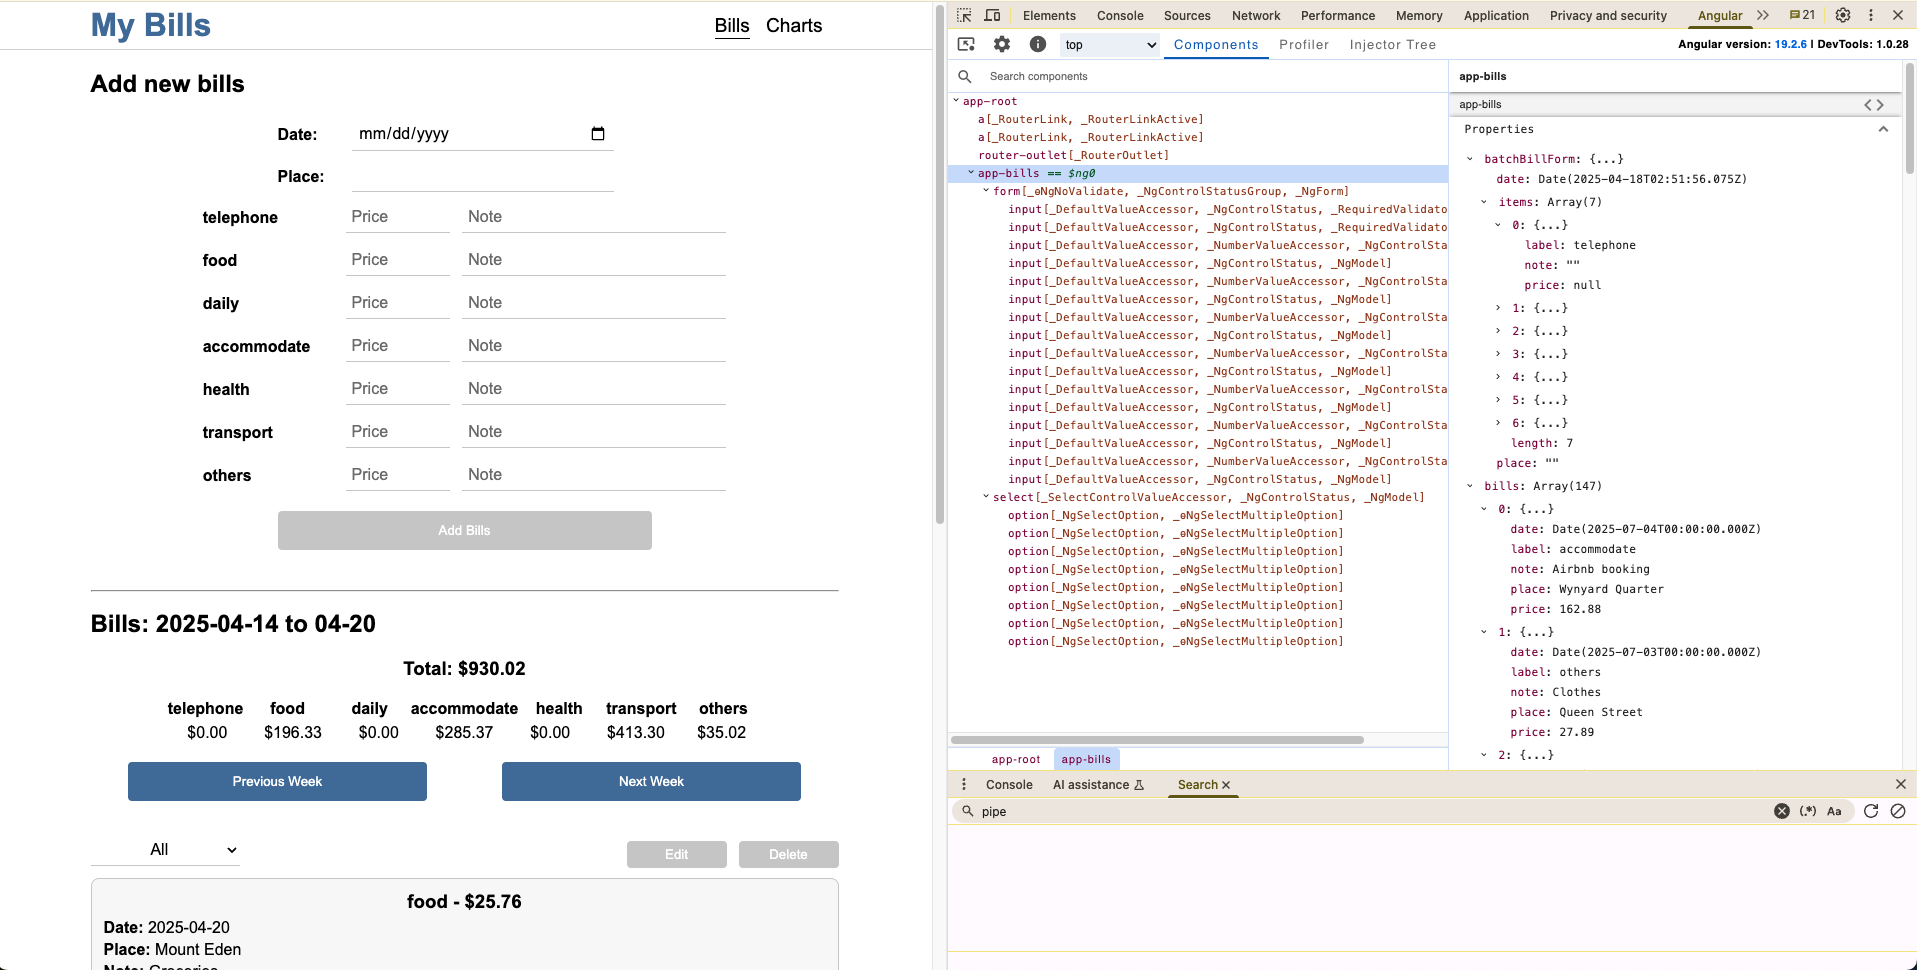 My Bills
Bills Charts
Add new bills
Date: mm/dd/yyyy
Place:
telephone Price Note
food Price Note
daily Price Note
accommodate Price Note
health Price Note
transport Price Note
others Price Note
Add Bills
Bills: 2025-04-14 to 04-20
Total: $930.02
telephone food daily accommodate health transport others
$0.00 $196.33 $0.00 $285.37 $0.00 $413.30 $35.02
Previous Week Next Week
All Edit Delete
food - $25.76
Date: 2025-04-20
Place: Mount Eden
Note: Groceries
Elements Console Sources Network Performance Memory Application Privacy and security Angular 21
top Components Profiler Injector Tree Angular version: 19.2.6 | DevTools: 1.0.28
Search components
app-root
a[_RouterLink, _RouterLinkActive]
a[_RouterLink, _RouterLinkActive]
router-outlet[_RouterOutlet]
app-bills == $ng0
form[_ɵNgNoValidate, _NgControlStatusGroup, _NgForm]
input[_DefaultValueAccessor, _NgControlStatus, _RequiredValidato
input[_DefaultValueAccessor, _NgControlStatus, _RequiredValidato
input[_DefaultValueAccessor, _NumberValueAccessor, _NgControlSta
input[_DefaultValueAccessor, _NgControlStatus, _NgModel]
input[_DefaultValueAccessor, _NumberValueAccessor, _NgControlSta
input[_DefaultValueAccessor, _NgControlStatus, _NgModel]
input[_DefaultValueAccessor, _NumberValueAccessor, _NgControlSta
input[_DefaultValueAccessor, _NgControlStatus, _NgModel]
input[_DefaultValueAccessor, _NumberValueAccessor, _NgControlSta
input[_DefaultValueAccessor, _NgControlStatus, _NgModel]
input[_DefaultValueAccessor, _NumberValueAccessor, _NgControlSta
input[_DefaultValueAccessor, _NgControlStatus, _NgModel]
input[_DefaultValueAccessor, _NumberValueAccessor, _NgControlSta
input[_DefaultValueAccessor, _NgControlStatus, _NgModel]
input[_DefaultValueAccessor, _NumberValueAccessor, _NgControlSta
input[_DefaultValueAccessor, _NgControlStatus, _NgModel]
select[_SelectControlValueAccessor, _NgControlStatus, _NgModel]
option[_NgSelectOption, _ɵNgSelectMultipleOption]
option[_NgSelectOption, _ɵNgSelectMultipleOption]
option[_NgSelectOption, _ɵNgSelectMultipleOption]
option[_NgSelectOption, _ɵNgSelectMultipleOption]
option[_NgSelectOption, _ɵNgSelectMultipleOption]
option[_NgSelectOption, _ɵNgSelectMultipleOption]
option[_NgSelectOption, _ɵNgSelectMultipleOption]
option[_NgSelectOption, _ɵNgSelectMultipleOption]
app-root app-bills
app-bills
app-bills
Properties
batchBillForm: {...}
date: Date(2025-04-18T02:51:56.075Z)
items: Array(7)
0: {...}
label: telephone
note: ""
price: null
1: {...}
2: {...}
3: {...}
4: {...}
5: {...}
6: {...}
length: 7
place: ""
bills: Array(147)
0: {...}
date: Date(2025-07-04T00:00:00.000Z)
label: accommodate
note: Airbnb booking
place: Wynyard Quarter
price: 162.88
1: {...}
date: Date(2025-07-03T00:00:00.000Z)
label: others
note: Clothes
place: Queen Street
price: 27.89
2: {...}
Console AI assistance Search
pipe (.*) Aa